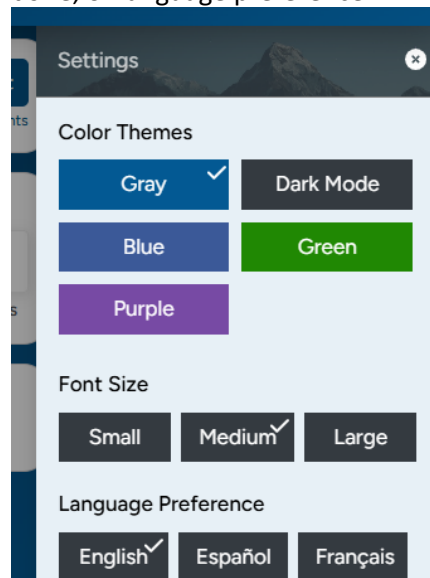 Settings
Color Themes
Gray Dark Mode
Blue Green
Purple
Font Size
Small Medium Large
Language Preference
English Español Français